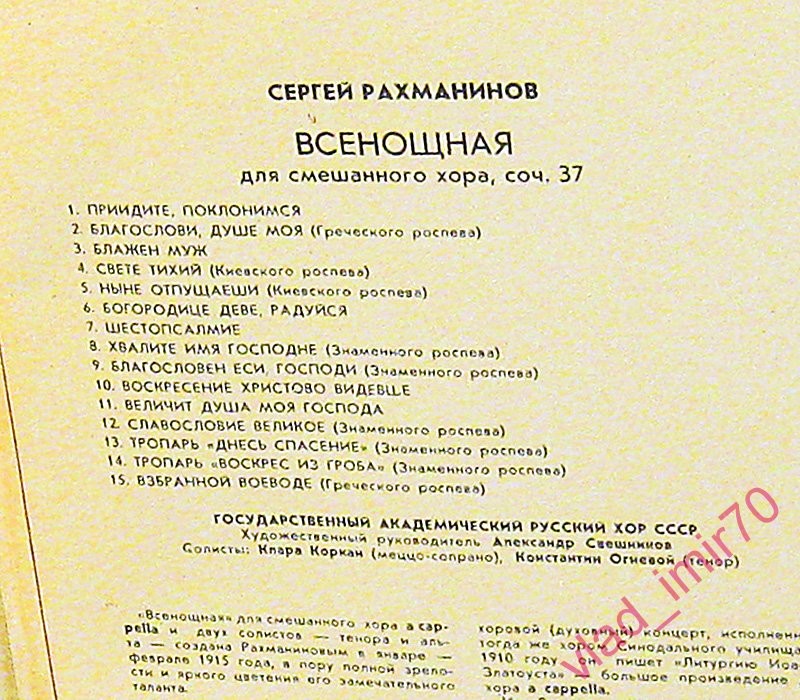 СЕРГЕЙ РАХМАНИНОВ
ВСЕНОЩНАЯ
для смешанного хора, соч. 37
1. ПРИИДИТЕ, ПОКЛОНИМСЯ
2. БЛАГОСЛОВИ, ДУШЕ МОЯ (Греческого роспева)
3. БЛАЖЕН МУЖ
4. СВЕТЕ ТИХИЙ (Киевского роспева)
5. НЫНЕ ОТПУЩАЕШИ (Киевского роспева)
6. БОГОРОДИЦЕ ДЕВЕ, РАДУЙСЯ
7. ШЕСТОПСАЛМИЕ
8. ХВАЛИТЕ ИМЯ ГОСПОДНЕ (Знаменного роспева)
9. БЛАГОСЛОВЕН ЕСИ, ГОСПОДИ (Знаменного роспева)
10. ВОСКРЕСЕНИЕ ХРИСТОВО ВИДЕВШЕ
11. ВЕЛИЧИТ ДУША МОЯ ГОСПОДА
12. СЛАВОСЛОВИЕ ВЕЛИКОЕ (Знаменного роспева)
13. ТРОПАРЬ «ДНЕСЬ СПАСЕНИЕ» (Знаменного роспева)
14. ТРОПАРЬ «ВОСКРЕС ИЗ ГРОБА» (Знаменного роспева)
15. ВЗБРАННОЙ ВОЕВОДЕ (Греческого роспева)
ГОСУДАРСТВЕННЫЙ АКАДЕМИЧЕСКИЙ РУССКИЙ ХОР СССР
Художественный руководитель Александр Свешников
Солисты: Клара Коркан (меццо-сопрано), Константин Огневой (тенор)
«Всенощная» для смешанного хора a cap-
pella и двух солистов — тенора и аль-
та — создана Рахманиновым в январе —
феврале 1915 года, в пору полной зрело-
сти и яркого цветения его замечательного
таланта.
хоровой (духовный) концерт, исполненн
тогда же хором Синодального училища
1910 году он пишет «Литургию Иоа
Златоуста» — большое произведение
хора a cappella.
vlad_imir70